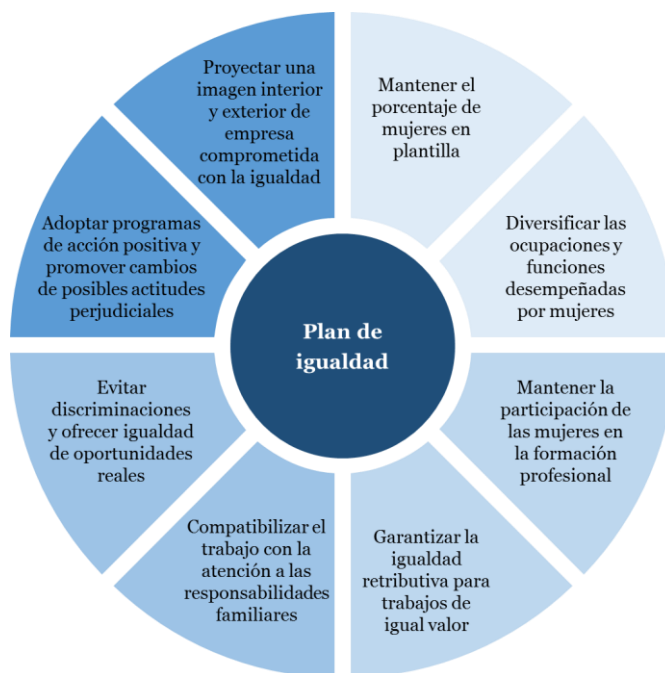 Proyectar una
imagen interior
y exterior de
empresa
comprometida
con la igualdad
Mantener el
porcentaje de
mujeres en
plantilla
Adoptar programas
de acción positiva y
promover cambios
de posibles actitudes
perjudiciales
Diversificar las
ocupaciones y
funciones
desempeñadas
por mujeres
Plan de
igualdad
Evitar
discriminaciones
y ofrecer igualdad
de oportunidades
reales
Mantener la
participación de
las mujeres en
la formación
profesional
Compatibilizar el
trabajo con la
atención a las
responsabilidades
familiares
Garantizar la
igualdad
retributiva para
trabajos de
igual valor